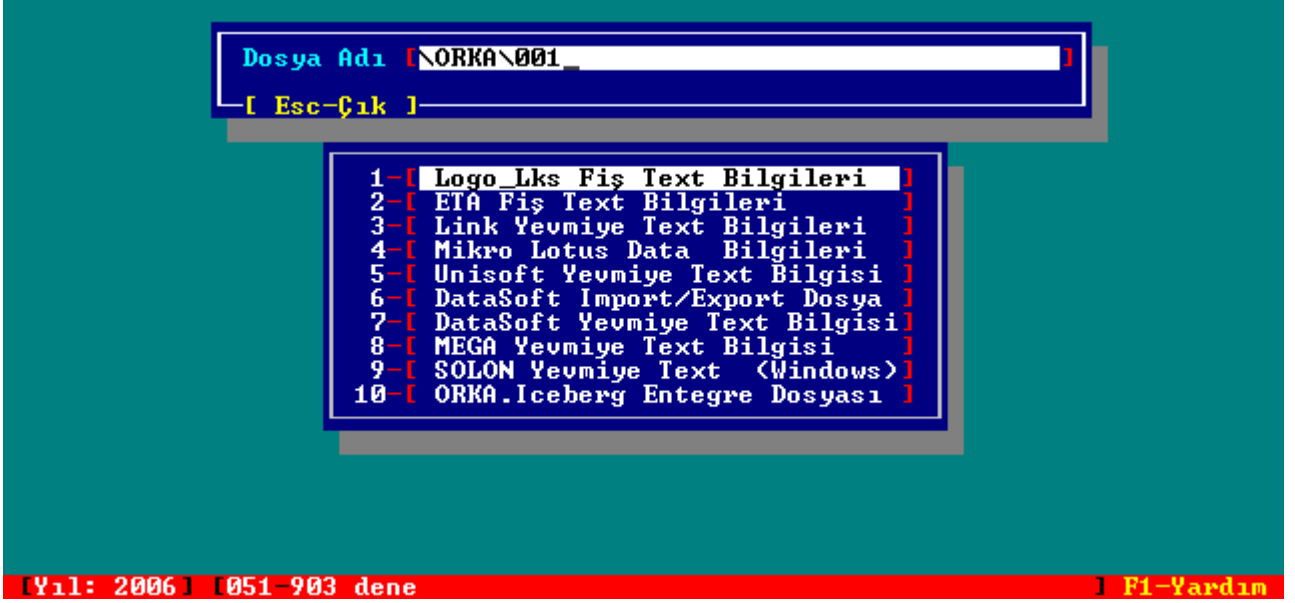 Dosya Adı [\ORKA\001_ ]
[ Esc-Çık ]
1-[ Logo_Lks Fiş Text Bilgileri ]
2-[ ETA Fiş Text Bilgileri ]
3-[ Link Yevmiye Text Bilgileri ]
4-[ Mikro Lotus Data  Bilgileri ]
5-[ Unisoft Yevmiye Text Bilgisi ]
6-[ DataSoft Import/Export Dosya ]
7-[ DataSoft Yevmiye Text Bilgisi]
8-[ MEGA Yevmiye Text Bilgisi ]
9-[ SOLON Yevmiye Text  (Windows)]
10-[ ORKA.Iceberg Entegre Dosyası ]
[Yıl: 2006] [051-903 dene ] F1-Yardım